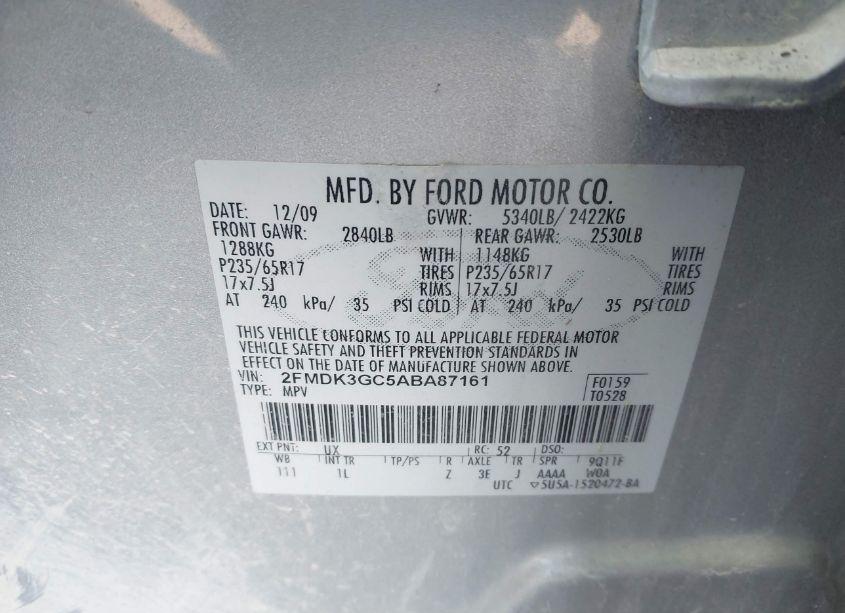 MFD. BY FORD MOTOR CO.
DATE: 12/09 GVWR: 5340LB/ 2422KG
FRONT GAWR: 2840LB REAR GAWR: 2530LB
1288KG WITH 1148KG WITH
P235/65R17 TIRES P235/65R17 TIRES
17x7.5J RIMS 17x7.5J RIMS
AT 240 kPa/ 35 PSI COLD AT 240 kPa/ 35 PSI COLD
THIS VEHICLE CONFORMS TO ALL APPLICABLE FEDERAL MOTOR
VEHICLE SAFETY AND THEFT PREVENTION STANDARDS IN
EFFECT ON THE DATE OF MANUFACTURE SHOWN ABOVE.
VIN: 2FMDK3GC5ABA87161 F0159
TYPE: MPV T0528
EXT PNT: UX RC: 52 DSO:
WB INT TR TP/PS R AXLE TR SPR 9Q11F
111 1L Z 3E J AAAA W0A
UTC ▽5U5A-1520472-BA